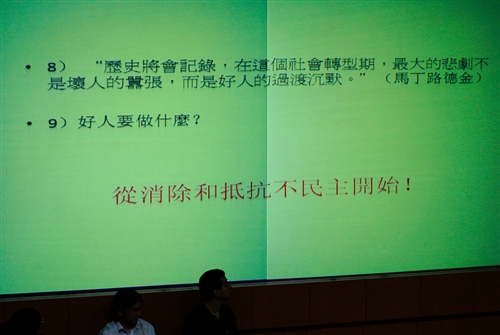 • 8） “歷史將會記錄，在這個社會轉型期，最大的悲劇不
是壞人的囂張，而是好人的過渡沉默。”（馬丁路德金）
• 9）好人要做什麼？
從消除和抵抗不民主開始！